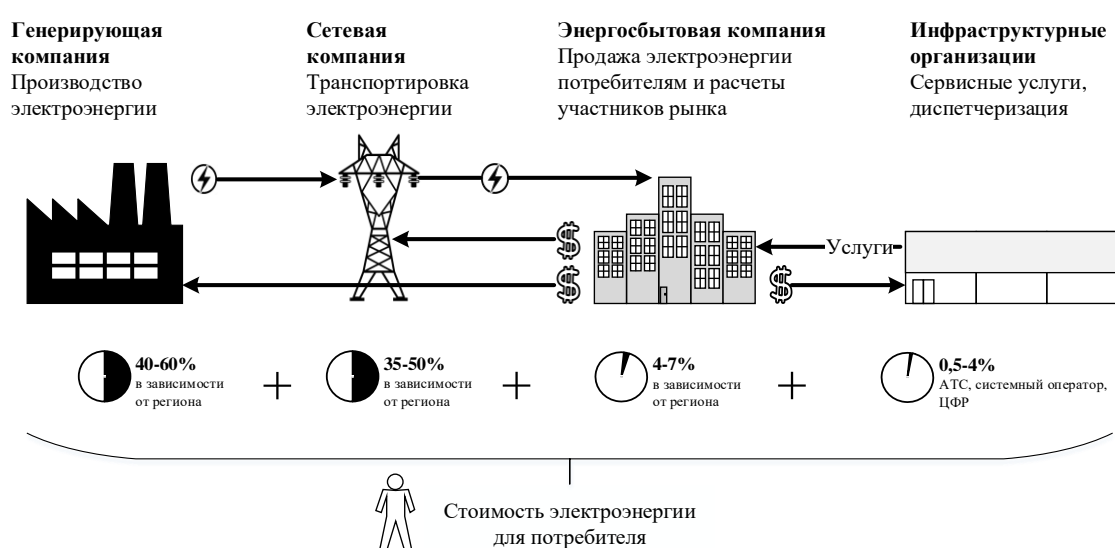 Генерирующая
компания
Производство
электроэнергии
Сетевая
компания
Транспортировка
электроэнергии
Энергосбытовая компания
Продажа электроэнергии
потребителям и расчеты
участников рынка
Инфраструктурные
организации
Сервисные услуги,
диспетчеризация
Услуги
$
$
$
40-60%
в зависимости
от региона
+
35-50%
в зависимости
от региона
+
4-7%
в зависимости
от региона
+
0,5-4%
АТС, системный оператор,
ЦФР
Стоимость электроэнергии
для потребителя